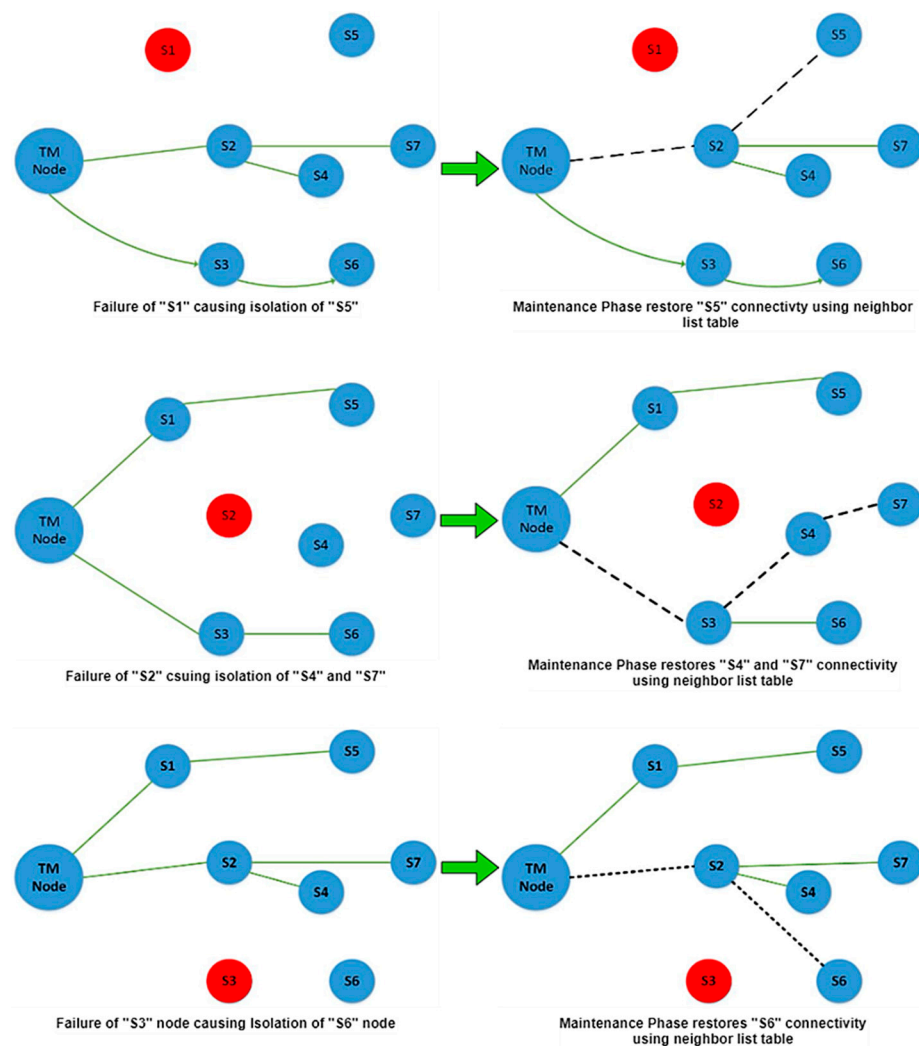 S1
S5
TM
Node
S2
S7
S4
S3
S6
Failure of "S1" causing isolation of "S5"
S1
S5
TM
Node
S2
S7
S4
S3
S6
Maintenance Phase restore "S5" connectivty using neighbor
list table
S1
S5
TM
Node
S2
S7
S4
S3
S6
Failure of "S2" csuing isolation of "S4" and "S7"
S1
S5
TM
Node
S2
S7
S4
S3
S6
Maintenance Phase restores "S4" and "S7" connectivity
using neighbor list table
S1
S5
TM
Node
S2
S7
S4
S3
S6
Failure of "S3" node causing Isolation of "S6" node
S1
S5
TM
Node
S2
S7
S4
S3
S6
Maintenance Phase restores "S6" connectivity
using neighbor list table